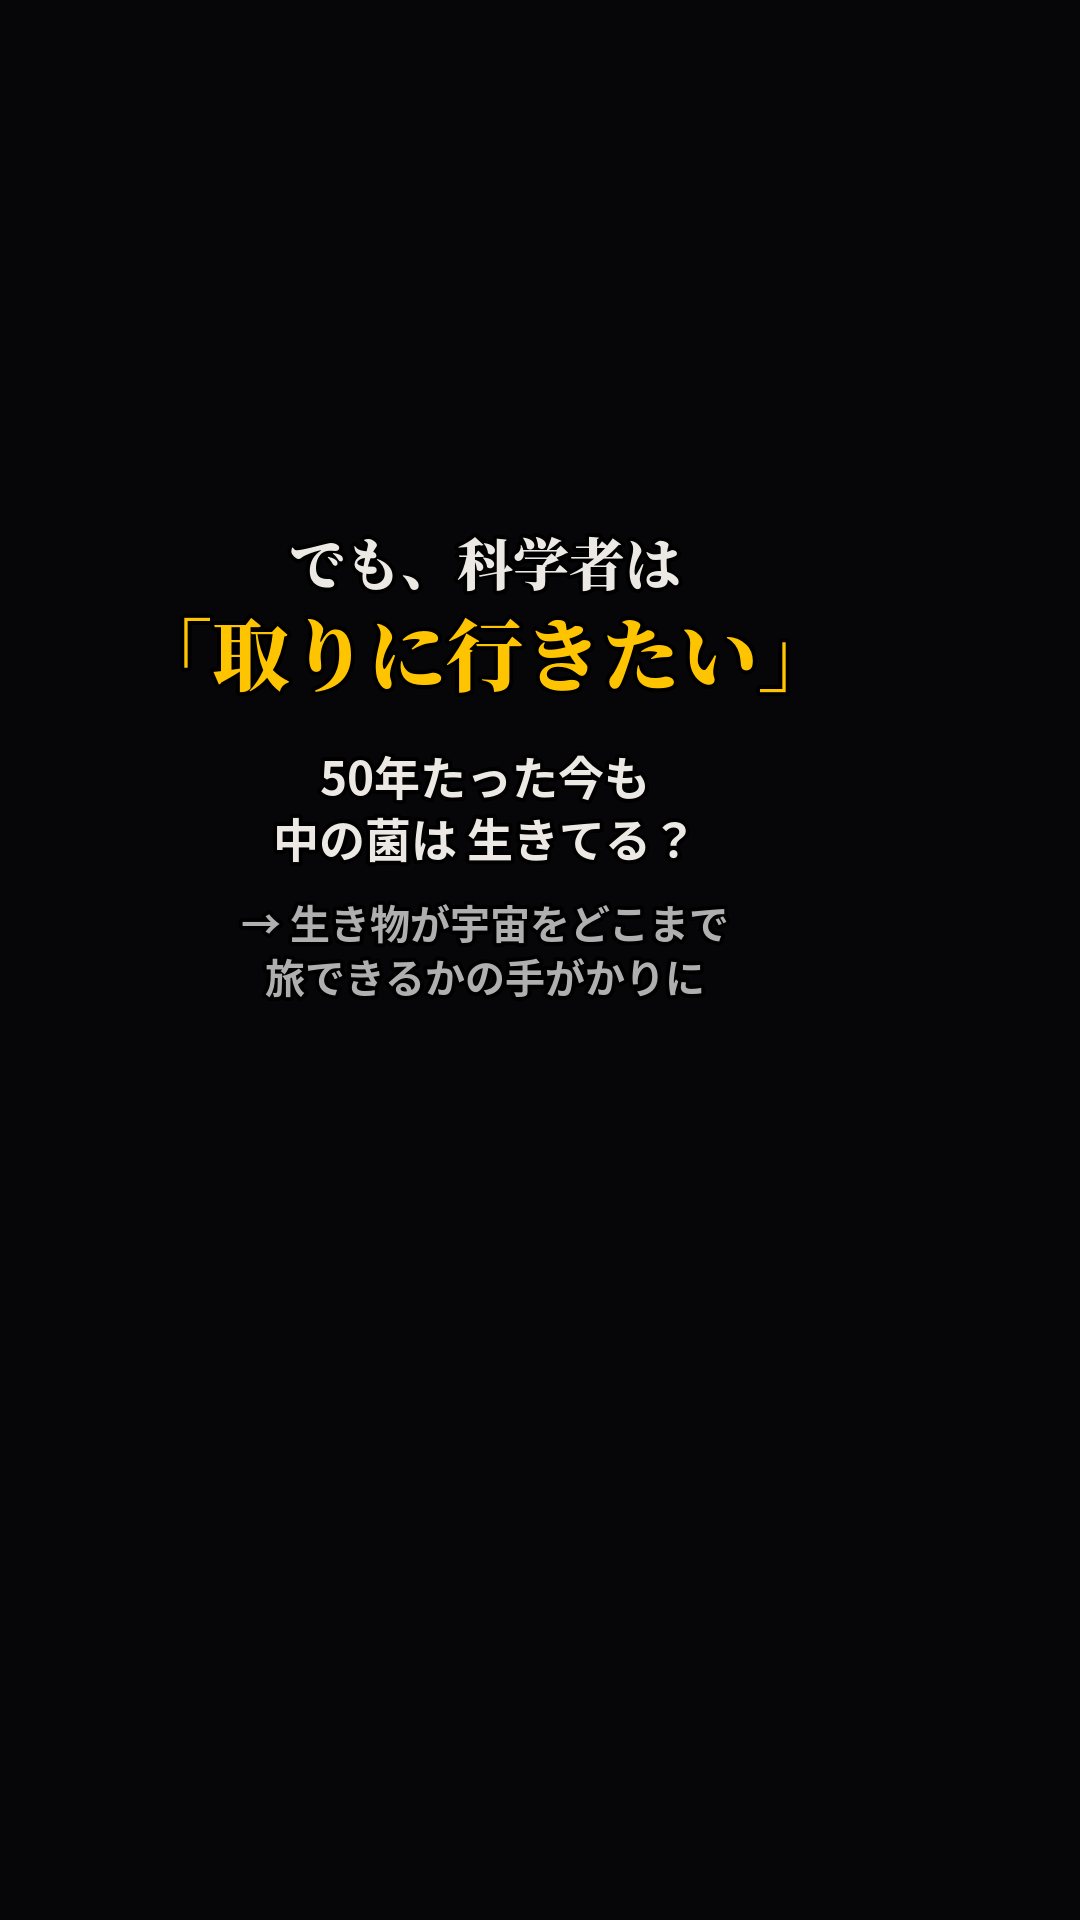 でも、科学者は
「取りに行きたい」
50年たった今も
中の菌は 生きてる？
→ 生き物が宇宙をどこまで
旅できるかの手がかりに